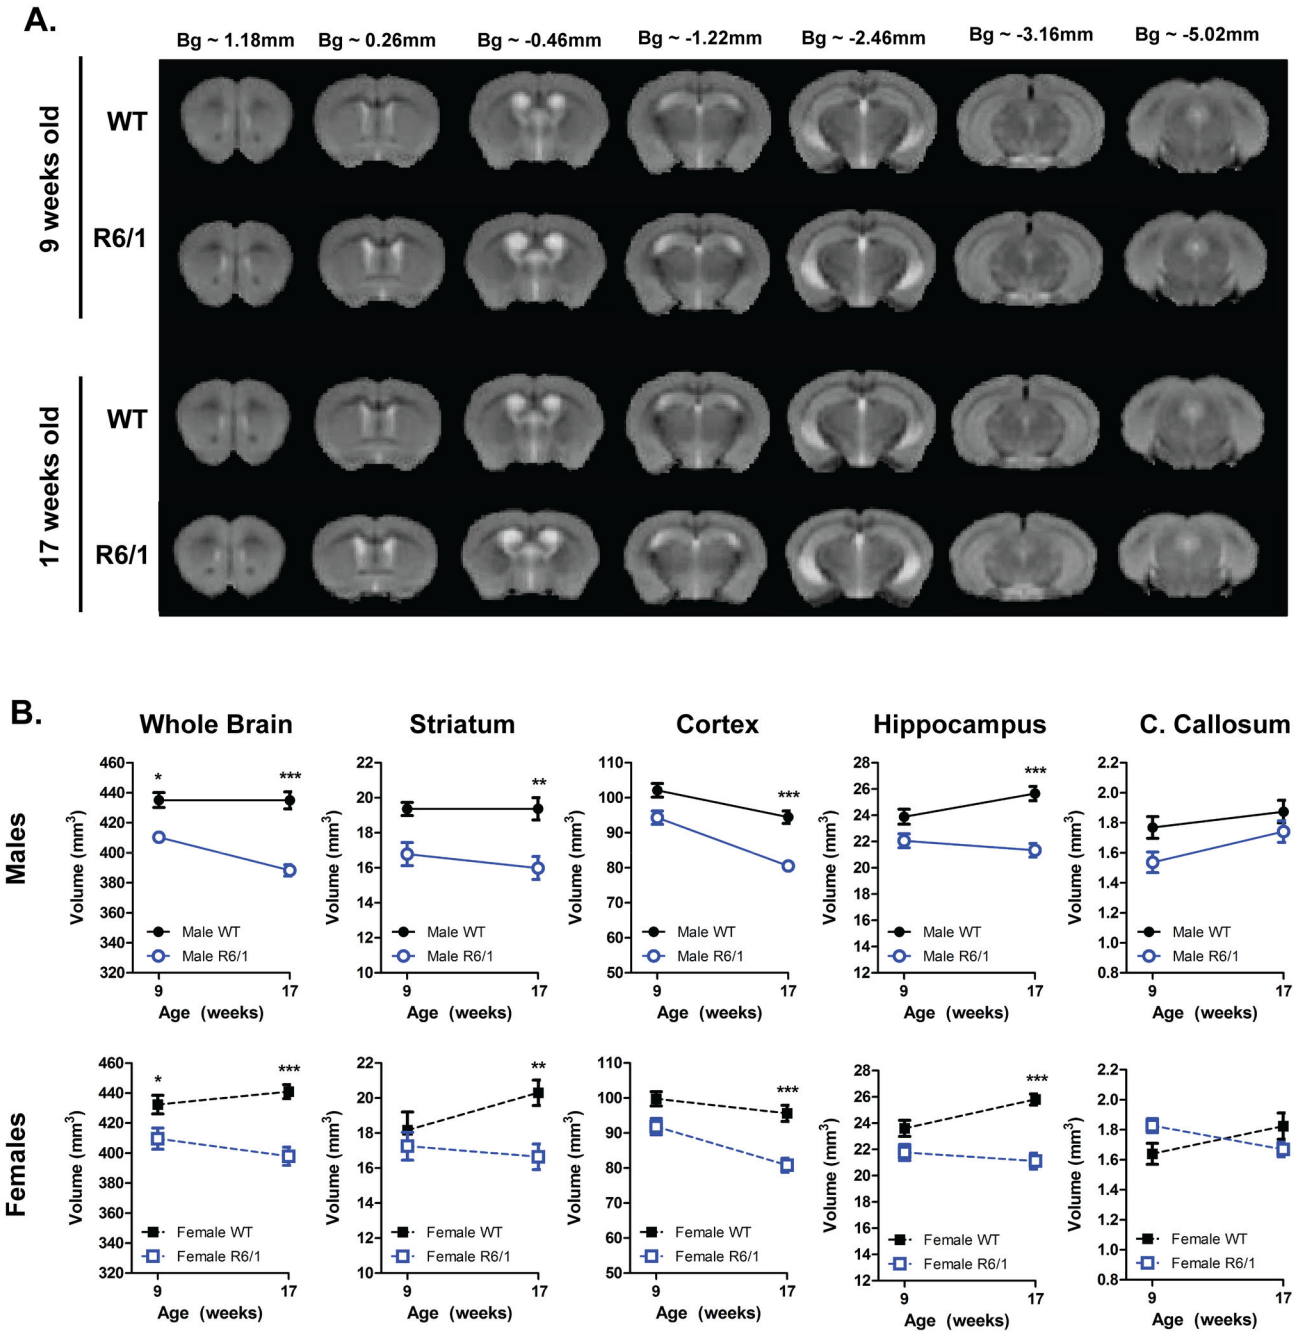 A.
Bg ~ 1.18mm Bg ~ 0.26mm Bg ~ -0.46mm Bg ~ -1.22mm Bg ~ -2.46mm Bg ~ -3.16mm Bg ~ -5.02mm
9 weeks old
WT
R6/1
17 weeks old
WT
R6/1
B.
Whole Brain Striatum Cortex Hippocampus C. Callosum
Males
Volume (mm³)
460
440
420
400
380
360
340
320
* ***
Male WT
Male R6/1
9 17
Age (weeks)
Volume (mm³)
22
20
18
16
14
12
10
**
Male WT
Male R6/1
9 17
Age (weeks)
Volume (mm³)
110
100
90
80
70
60
50
***
Male WT
Male R6/1
9 17
Age (weeks)
Volume (mm³)
28
26
24
22
20
18
16
14
12
***
Male WT
Male R6/1
9 17
Age (weeks)
Volume (mm³)
2.2
2.0
1.8
1.6
1.4
1.2
1.0
0.8
Male WT
Male R6/1
9 17
Age (weeks)
Females
Volume (mm³)
460
440
420
400
380
360
340
320
* ***
Female WT
Female R6/1
9 17
Age (weeks)
Volume (mm³)
22
20
18
16
14
12
10
**
Female WT
Female R6/1
9 17
Age (weeks)
Volume (mm³)
110
100
90
80
70
60
50
***
Female WT
Female R6/1
9 17
Age (weeks)
Volume (mm³)
28
26
24
22
20
18
16
14
12
***
Female WT
Female R6/1
9 17
Age (weeks)
Volume (mm³)
2.2
2.0
1.8
1.6
1.4
1.2
1.0
0.8
Female WT
Female R6/1
9 17
Age (weeks)